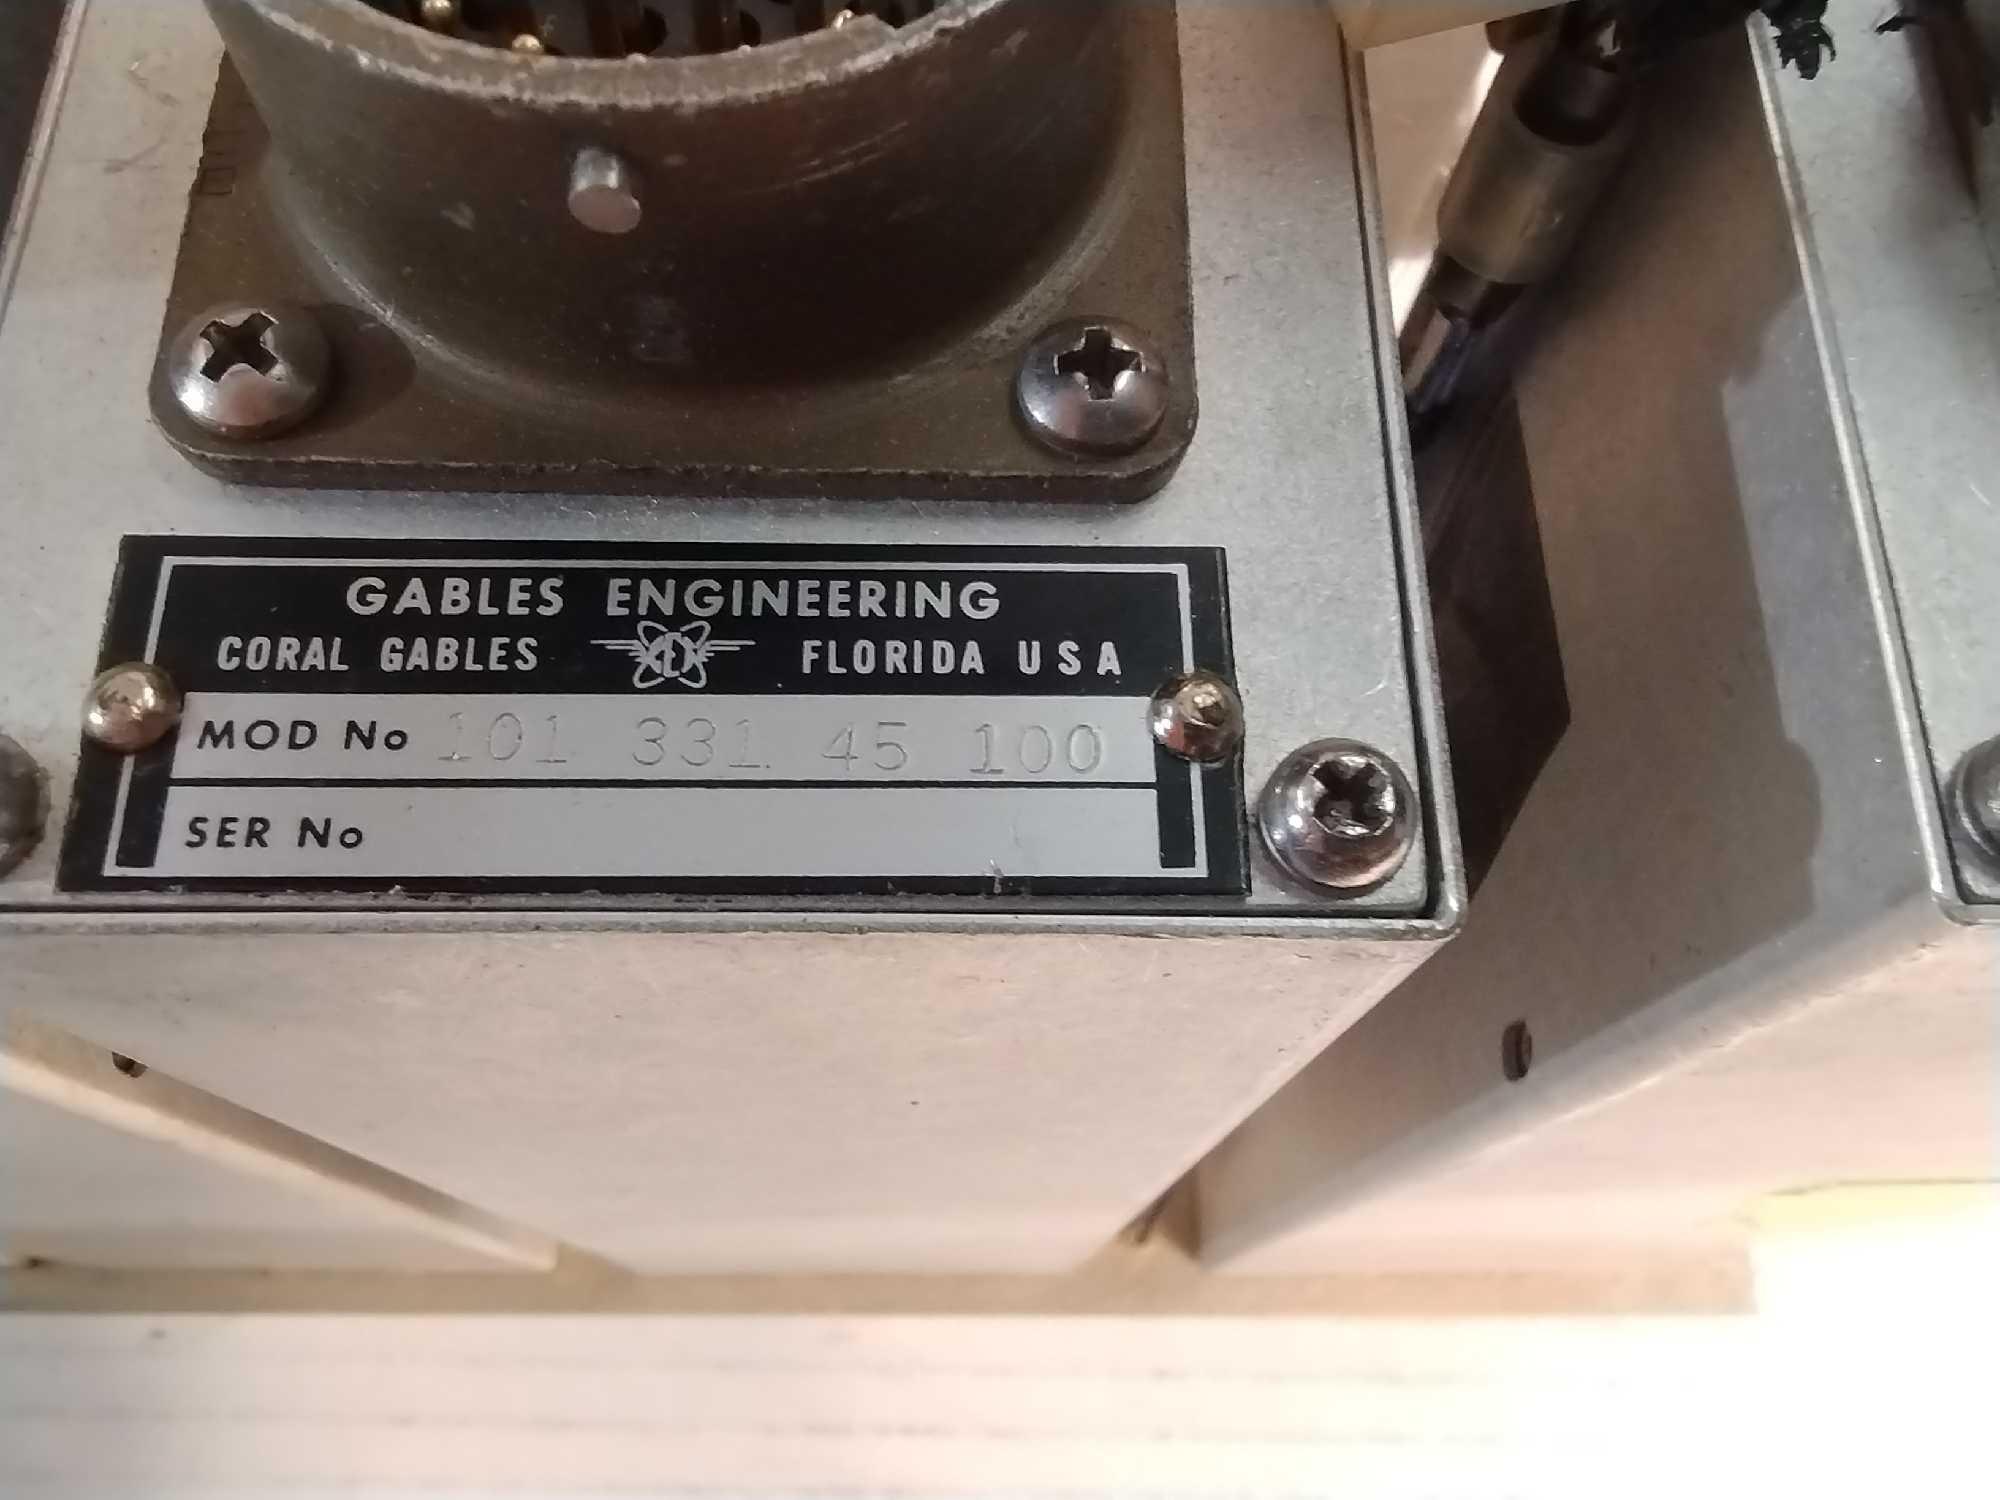 GABLES ENGINEERING
CORAL GABLES FLORIDA USA
MOD No 101 331 45 100
SER No